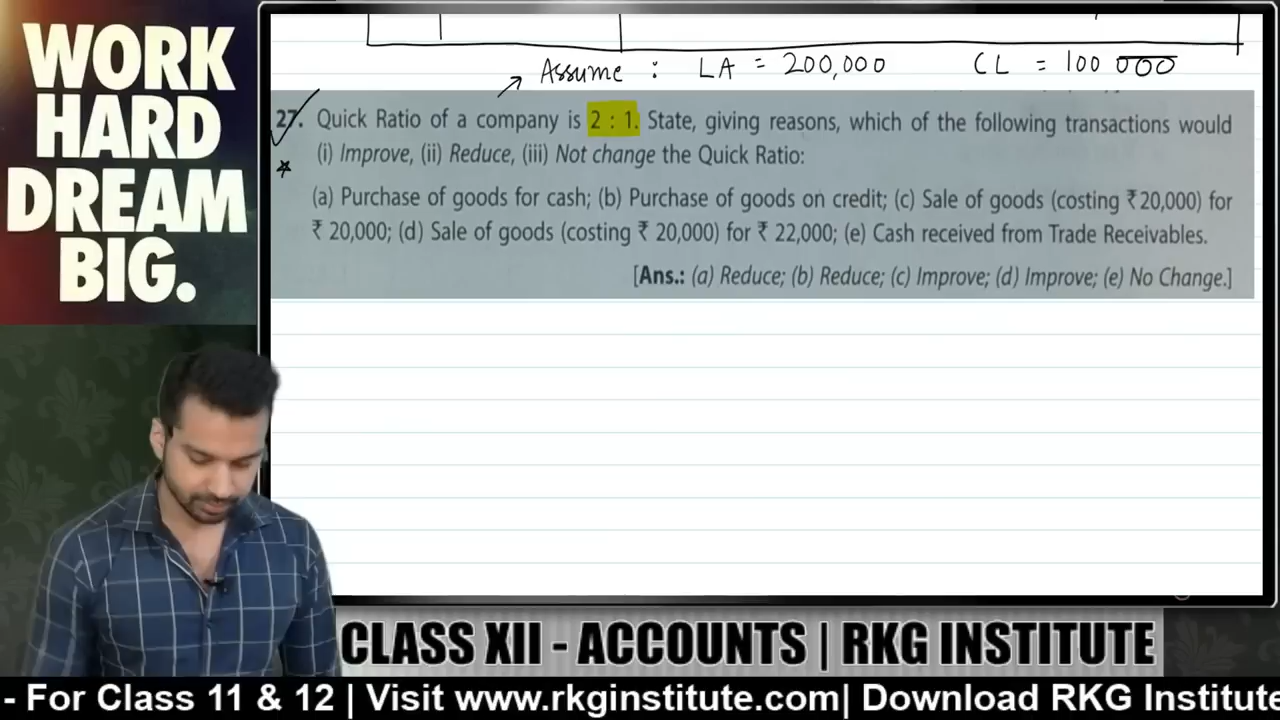 WORK
HARD
DREAM
BIG.
Assume : LA = 200,000 CL = 100 000
27. Quick Ratio of a company is 2 : 1. State, giving reasons, which of the following transactions would
(i) Improve, (ii) Reduce, (iii) Not change the Quick Ratio:
(a) Purchase of goods for cash; (b) Purchase of goods on credit; (c) Sale of goods (costing ₹ 20,000) for
₹ 20,000; (d) Sale of goods (costing ₹ 20,000) for ₹ 22,000; (e) Cash received from Trade Receivables.
[Ans.: (a) Reduce; (b) Reduce; (c) Improve; (d) Improve; (e) No Change.]
CLASS XII - ACCOUNTS | RKG INSTITUTE
- For Class 11 & 12 | Visit www.rkginstitute.com| Download RKG Institute